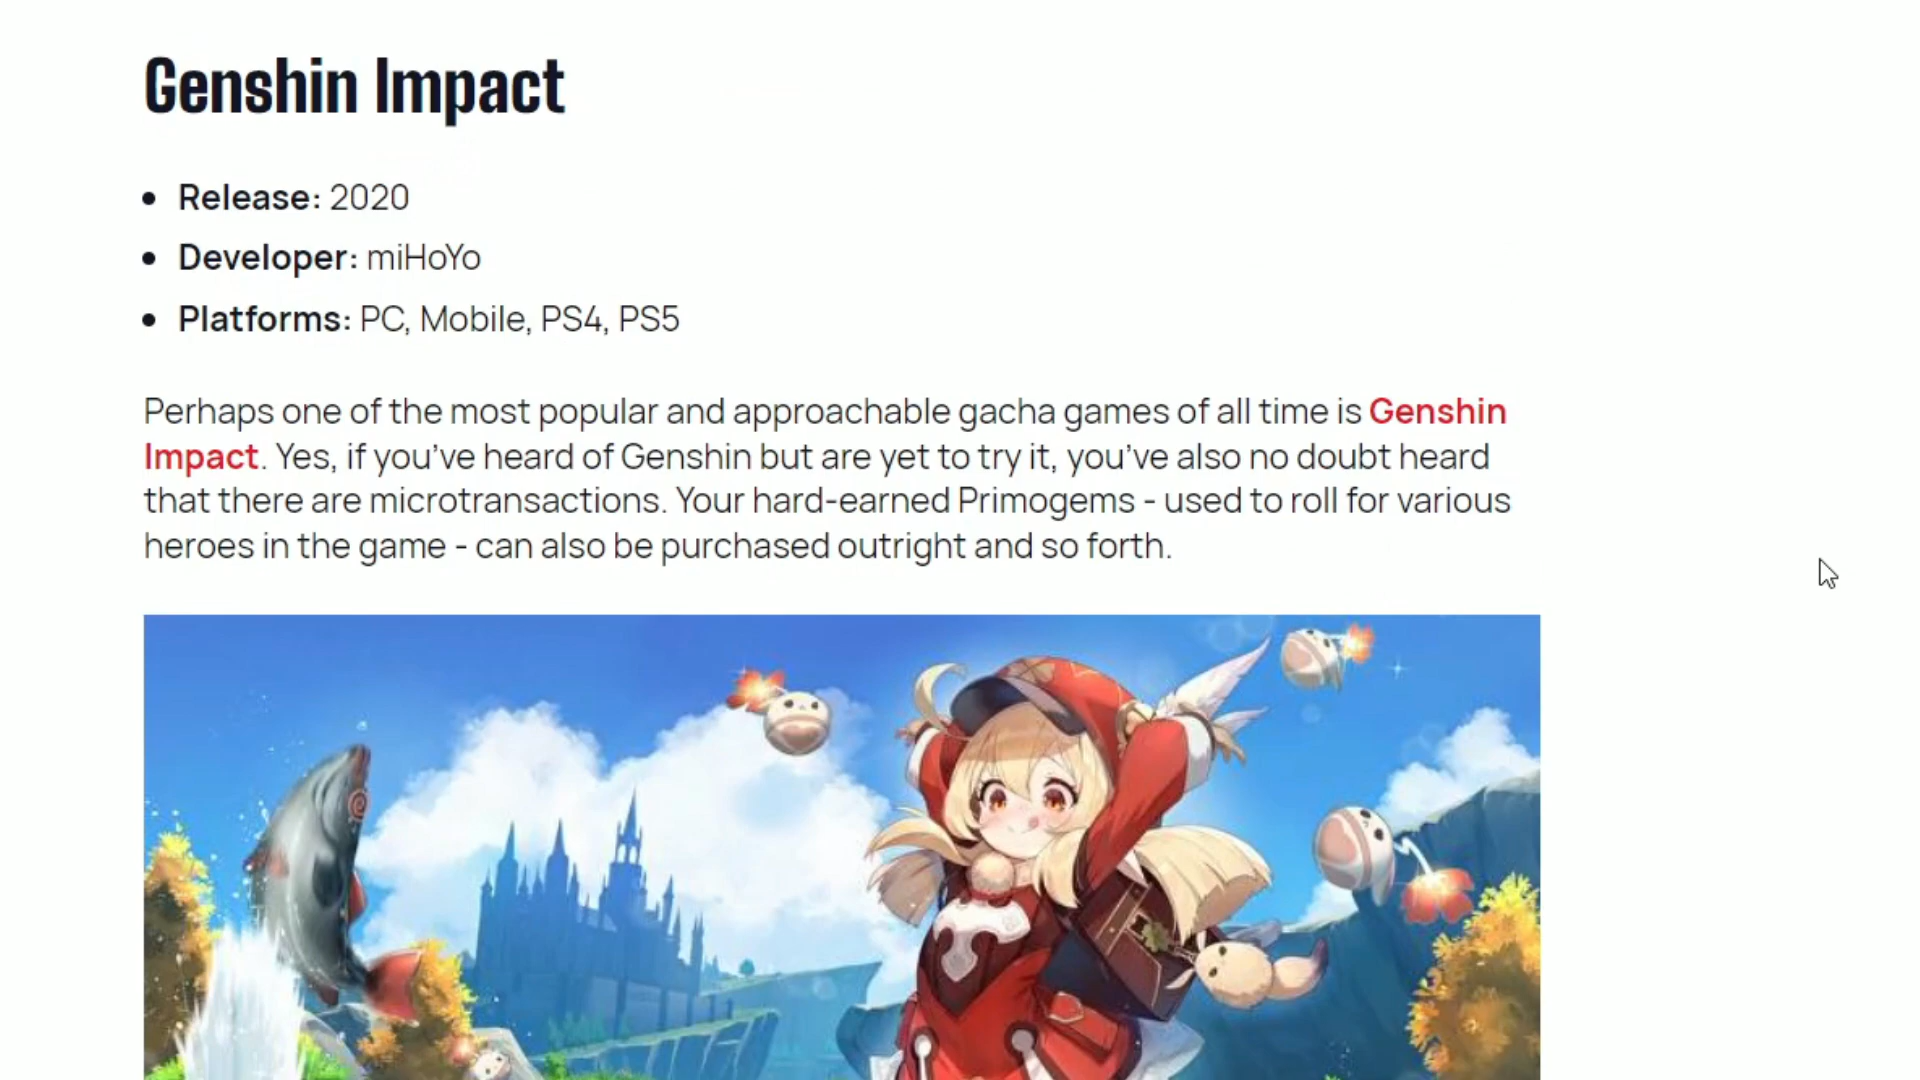 Genshin Impact
Release: 2020
Developer: miHoYo
Platforms: PC, Mobile, PS4, PS5
Perhaps one of the most popular and approachable gacha games of all time is Genshin
Impact. Yes, if you've heard of Genshin but are yet to try it, you've also no doubt heard
that there are microtransactions. Your hard-earned Primogems - used to roll for various
heroes in the game - can also be purchased outright and so forth.